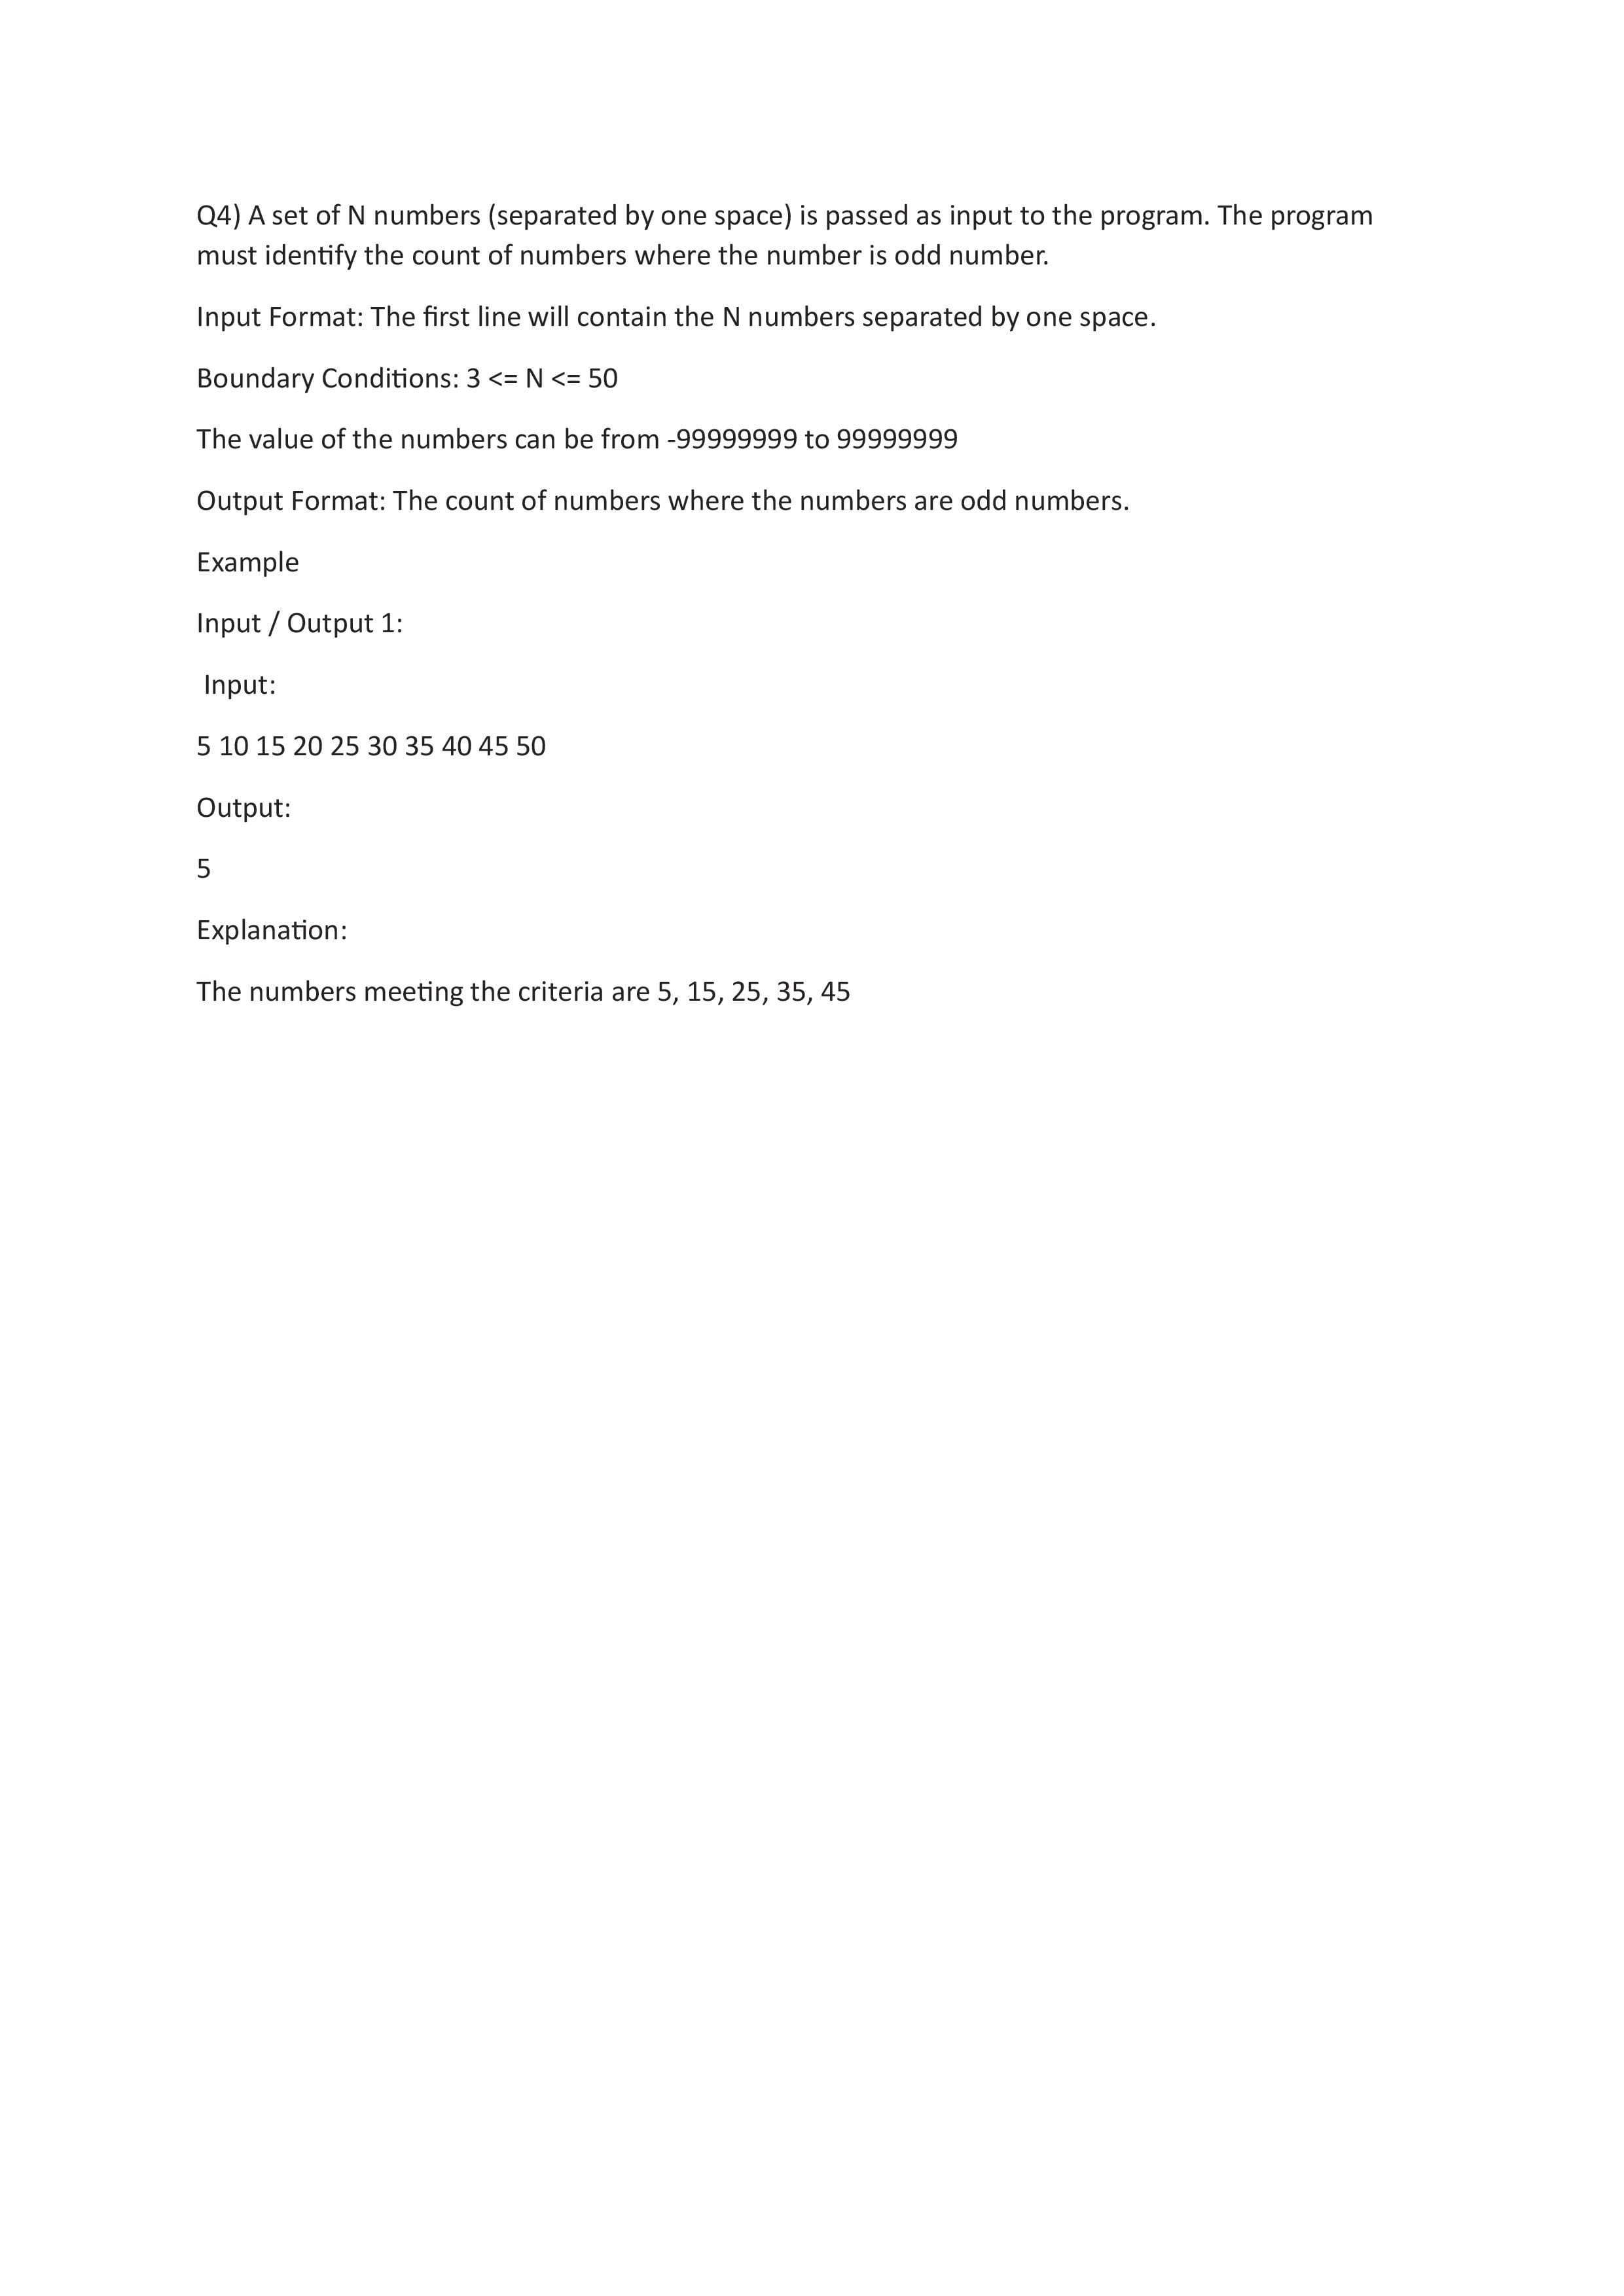 Q4) A set of N numbers (separated by one space) is passed as input to the program. The program
must identify the count of numbers where the number is odd number.
Input Format: The first line will contain the N numbers separated by one space.
Boundary Conditions: 3 <= N <= 50
The value of the numbers can be from -99999999 to 99999999
Output Format: The count of numbers where the numbers are odd numbers.
Example
Input / Output 1:
Input:
5 10 15 20 25 30 35 40 45 50
Output:
5
Explanation:
The numbers meeting the criteria are 5, 15, 25, 35, 45